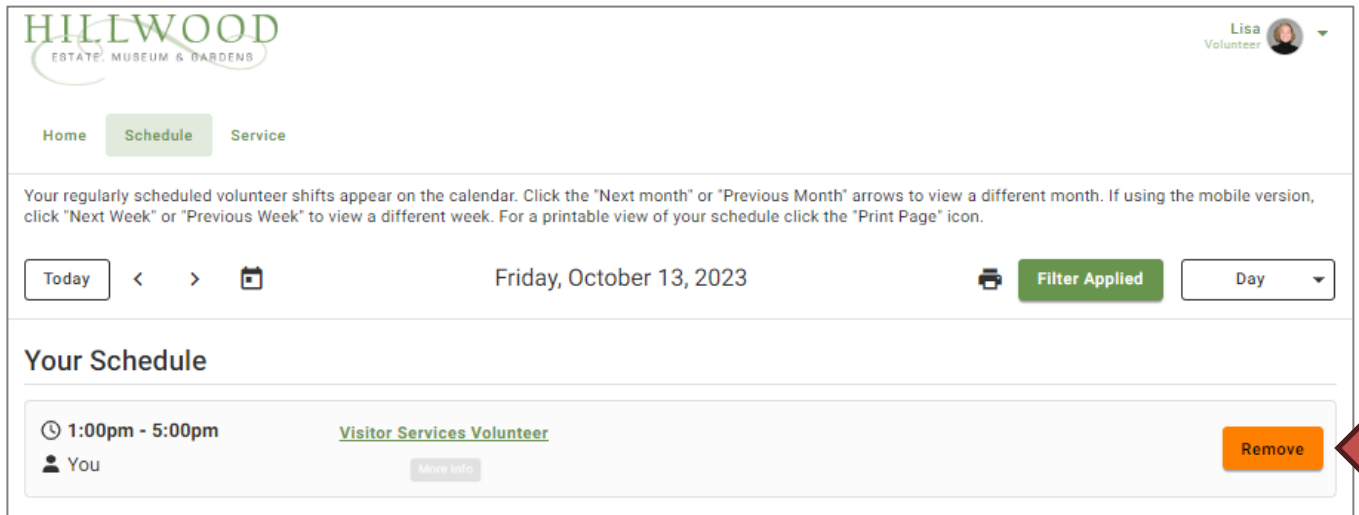 HILLWOOD
ESTATE, MUSEUM & GARDENS
Lisa
Volunteer
Home Schedule Service
Your regularly scheduled volunteer shifts appear on the calendar. Click the "Next month" or "Previous Month" arrows to view a different month. If using the mobile version,
click "Next Week" or "Previous Week" to view a different week. For a printable view of your schedule click the "Print Page" icon.
Today < > Friday, October 13, 2023 Filter Applied Day
Your Schedule
1:00pm - 5:00pm Visitor Services Volunteer
Remove
You More Info